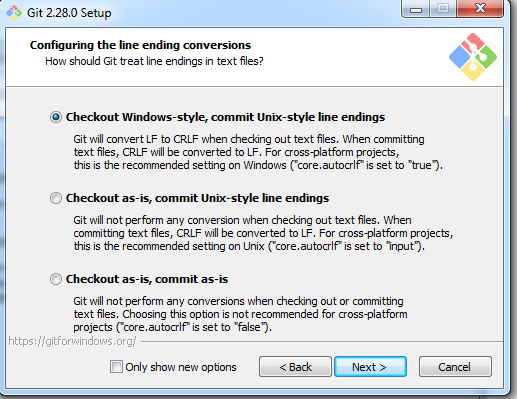 Git 2.28.0 Setup
Configuring the line ending conversions
How should Git treat line endings in text files?
Checkout Windows-style, commit Unix-style line endings
Git will convert LF to CRLF when checking out text files. When committing
text files, CRLF will be converted to LF. For cross-platform projects,
this is the recommended setting on Windows ("core.autocrlf" is set to "true").
Checkout as-is, commit Unix-style line endings
Git will not perform any conversion when checking out text files. When
committing text files, CRLF will be converted to LF. For cross-platform projects,
this is the recommended setting on Unix ("core.autocrlf" is set to "input").
Checkout as-is, commit as-is
Git will not perform any conversions when checking out or committing
text files. Choosing this option is not recommended for cross-platform
projects ("core.autocrlf" is set to "false").
https://gitforwindows.org/
Only show new options
< Back
Next >
Cancel